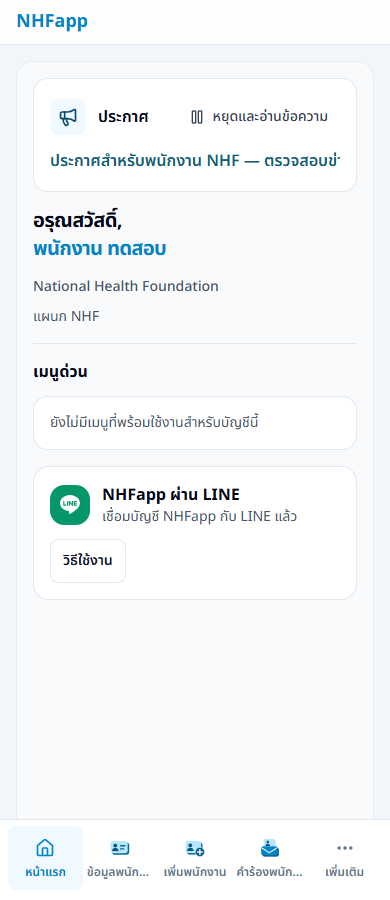 NHFapp
ประกาศ
หยุดและอ่านข้อความ
ประกาศสำหรับพนักงาน NHF — ตรวจสอบ
อรุณสวัสดิ์,
พนักงาน ทดสอบ
National Health Foundation
แผนก NHF
เมนูด่วน
ยังไม่มีเมนูที่พร้อมใช้งานสำหรับบัญชีนี้
LINE
NHFapp ผ่าน LINE
เชื่อมบัญชี NHFapp กับ LINE แล้ว
วิธีใช้งาน
หน้าแรก
ข้อมูลพนัก...
เพิ่มพนักงาน
คำร้องพนัก...
เพิ่มเติม